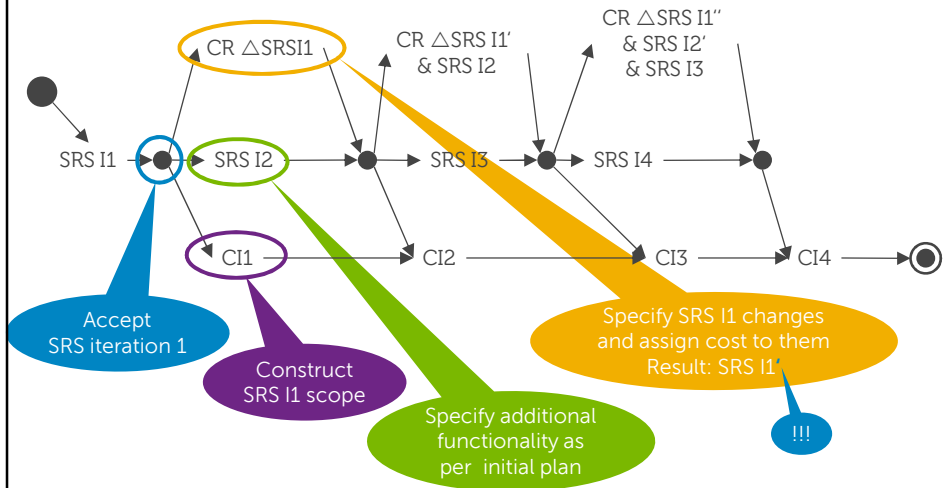 CR △SRSI1
CR △SRS I1’
& SRS I2
CR △SRS I1’’
& SRS I2’
& SRS I3
SRS I1
SRS I2
SRS I3
SRS I4
CI1
CI2
CI3
CI4
Accept
SRS iteration 1
Construct
SRS I1 scope
Specify additional
functionality as
per initial plan
Specify SRS I1 changes
and assign cost to them
Result: SRS I1’
!!!